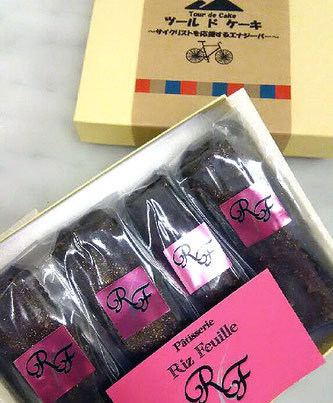 Tour de Cake
ツール ド ケーキ
～サイクリストを応援するエナジーバー～
RF
RF
RF
RF
Pâtisserie
Riz Feuille
RF